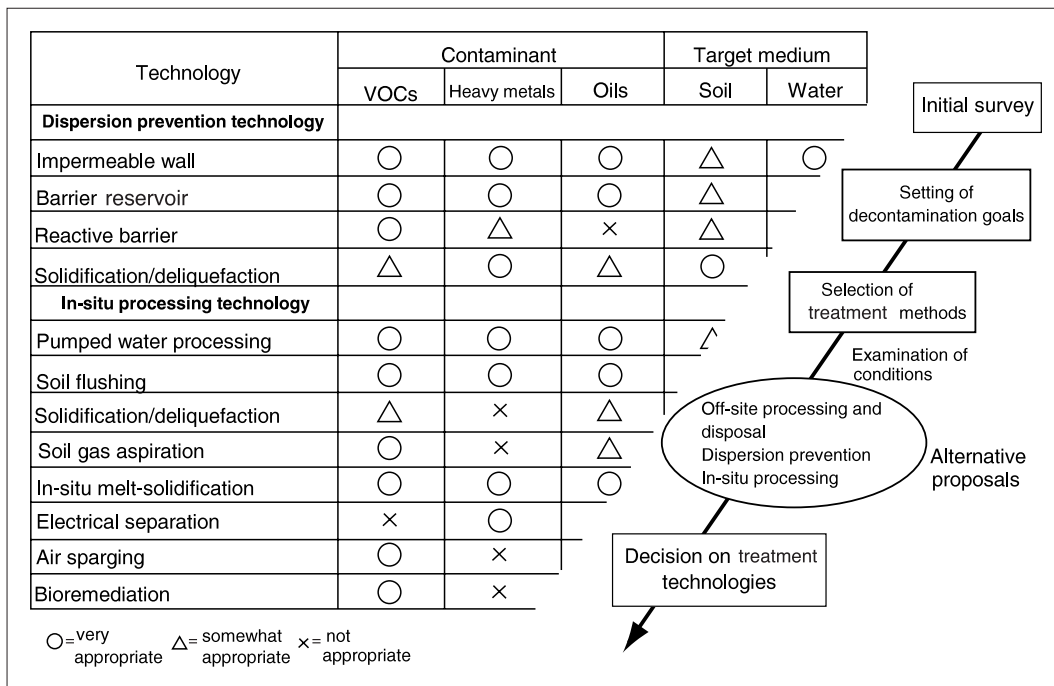 Technology
Contaminant
Target medium
VOCs
Heavy metals
Oils
Soil
Water
Dispersion prevention technology
Impermeable wall ○ ○ ○ △ ○
Barrier reservoir ○ ○ ○ △
Reactive barrier ○ △ × △
Solidification/deliquefaction △ ○ △ ○
In-situ processing technology
Pumped water processing ○ ○ ○ △
Soil flushing ○ ○ ○
Solidification/deliquefaction △ × △
Soil gas aspiration ○ × △
In-situ melt-solidification ○ ○ ○
Electrical separation × ○
Air sparging ○ ×
Bioremediation ○ ×
○= very
appropriate
△= somewhat
appropriate
×= not
appropriate
Initial survey
Setting of
decontamination goals
Selection of
treatment methods
Examination of
conditions
Off-site processing and
disposal
Dispersion prevention
In-situ processing
Alternative
proposals
Decision on treatment
technologies